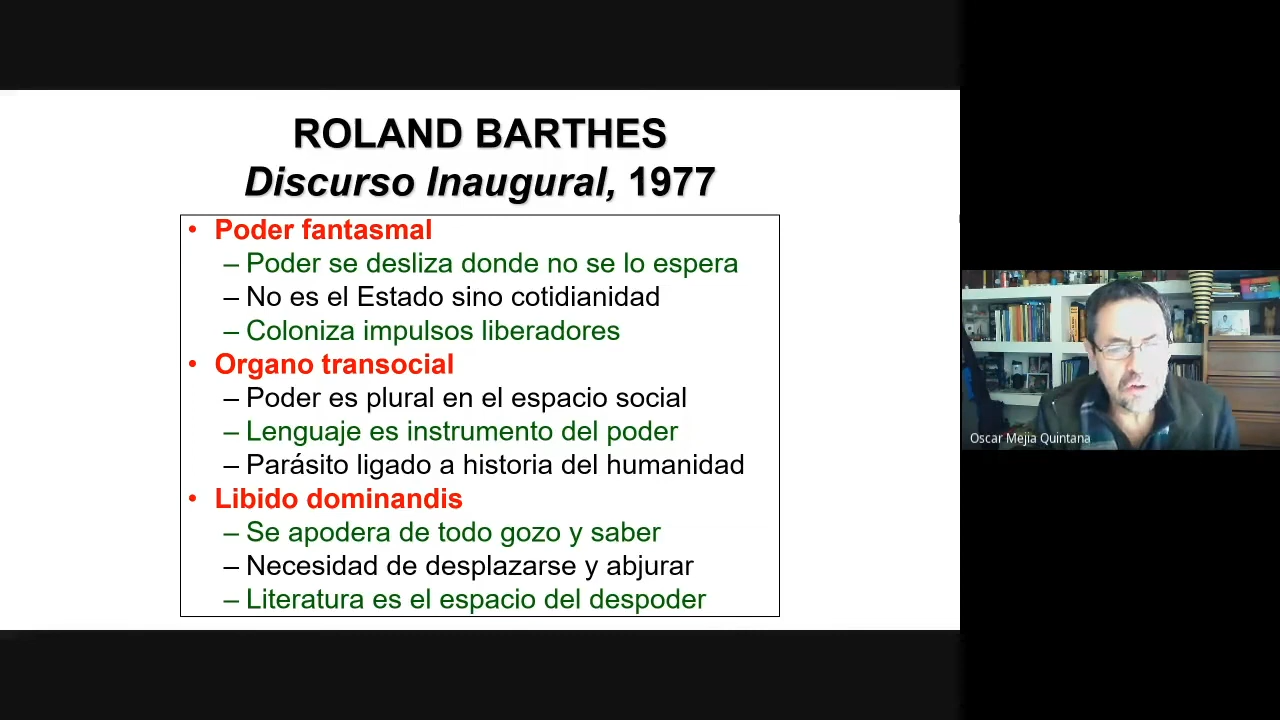 ROLAND BARTHES
Discurso Inaugural, 1977
• Poder fantasmal
– Poder se desliza donde no se lo espera
– No es el Estado sino cotidianidad
– Coloniza impulsos liberadores
• Organo transocial
– Poder es plural en el espacio social
– Lenguaje es instrumento del poder
– Parásito ligado a historia del humanidad
• Libido dominandis
– Se apodera de todo gozo y saber
– Necesidad de desplazarse y abjurar
– Literatura es el espacio del despoder
Oscar Mejia Quintana